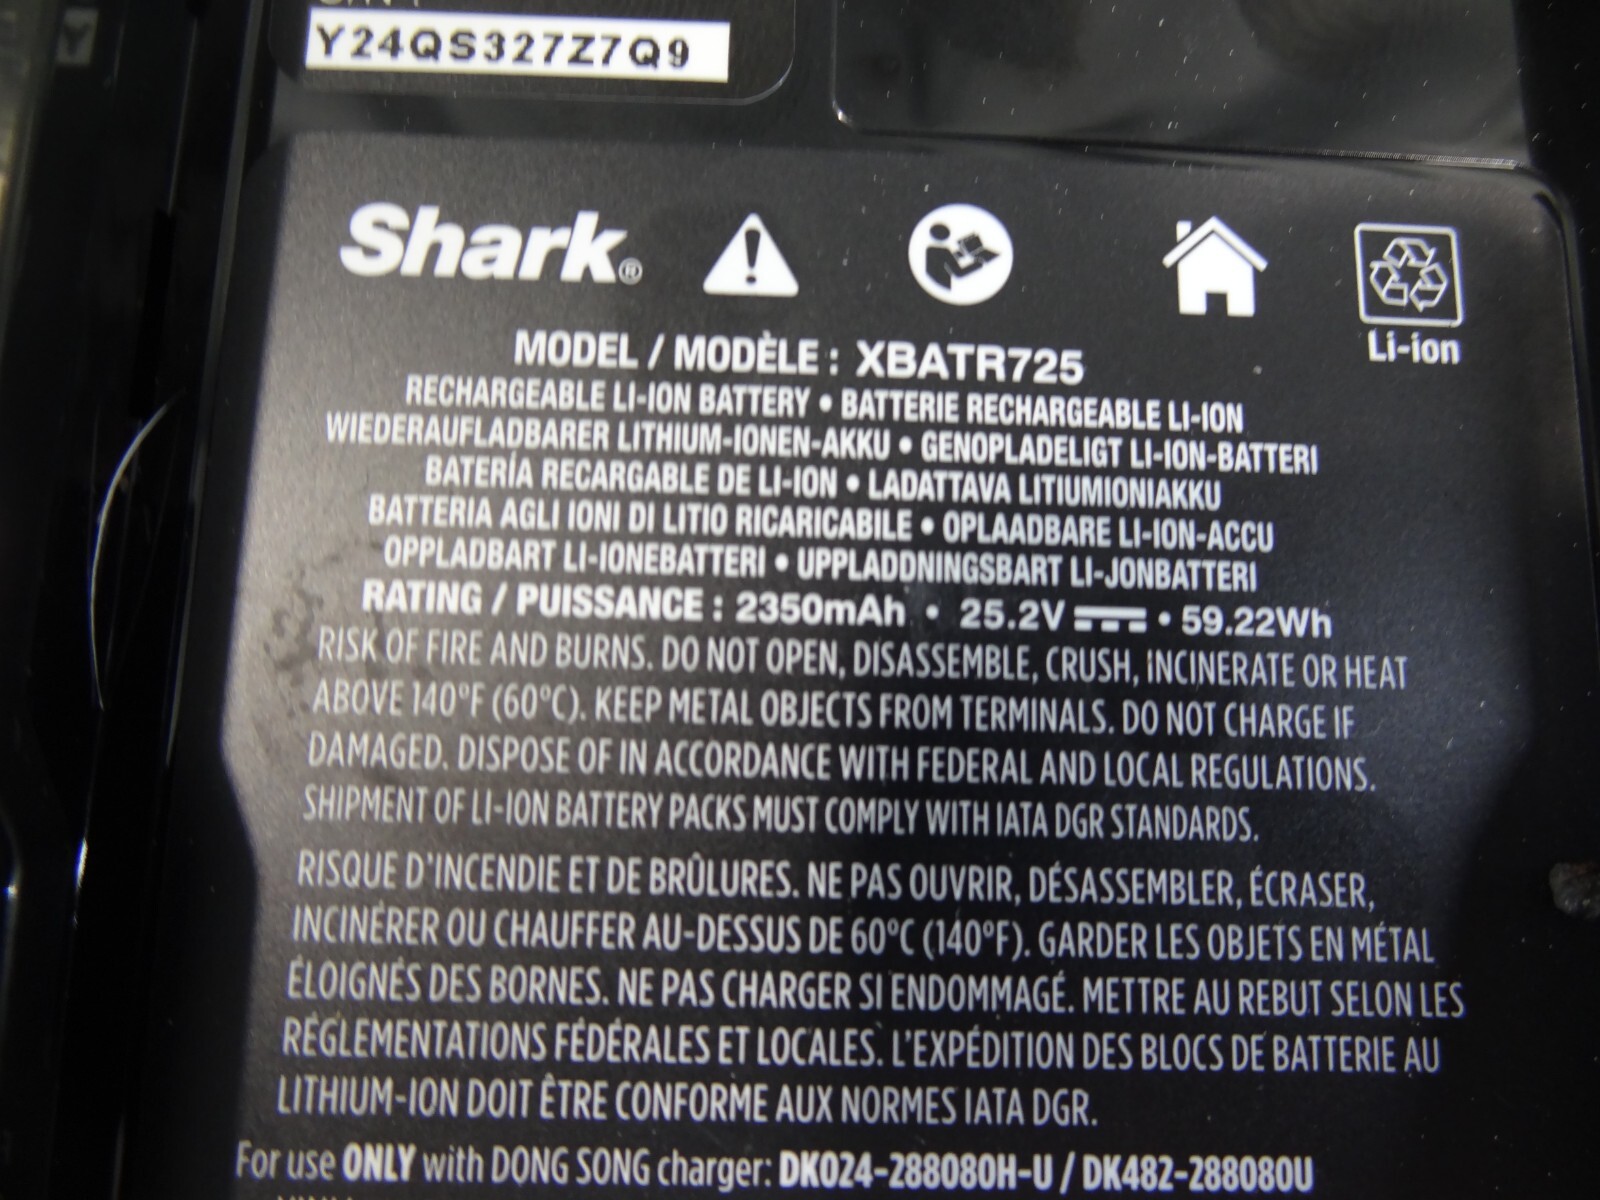 Y24QS327Z7Q9
Shark®
Li-ion
MODEL / MODÈLE : XBATR725
RECHARGEABLE LI-ION BATTERY • BATTERIE RECHARGEABLE LI-ION
WIEDERAUFLADBARER LITHIUM-IONEN-AKKU • GENOPLADELIGT LI-ION-BATTERI
BATERÍA RECARGABLE DE LI-ION • LADATTAVA LITIUMIONIAKKU
BATTERIA AGLI IONI DI LITIO RICARICABILE • OPLAADBARE LI-ION-ACCU
OPPLADBART LI-IONEBATTERI • UPPLADDNINGSBART LI-JONBATTERI
RATING / PUISSANCE : 2350mAh • 25.2V ⎓ • 59.22Wh
RISK OF FIRE AND BURNS. DO NOT OPEN, DISASSEMBLE, CRUSH, INCINERATE OR HEAT
ABOVE 140°F (60°C). KEEP METAL OBJECTS FROM TERMINALS. DO NOT CHARGE IF
DAMAGED. DISPOSE OF IN ACCORDANCE WITH FEDERAL AND LOCAL REGULATIONS.
SHIPMENT OF LI-ION BATTERY PACKS MUST COMPLY WITH IATA DGR STANDARDS.
RISQUE D'INCENDIE ET DE BRÛLURES. NE PAS OUVRIR, DÉSASSEMBLER, ÉCRASER,
INCINÉRER OU CHAUFFER AU-DESSUS DE 60°C (140°F). GARDER LES OBJETS EN MÉTAL
ÉLOIGNÉS DES BORNES. NE PAS CHARGER SI ENDOMMAGÉ. METTRE AU REBUT SELON LES
RÉGLEMENTATIONS FÉDÉRALES ET LOCALES. L'EXPÉDITION DES BLOCS DE BATTERIE AU
LITHIUM-ION DOIT ÊTRE CONFORME AUX NORMES IATA DGR.
For use ONLY with DONG SONG charger: DK024-288080H-U / DK482-288080U